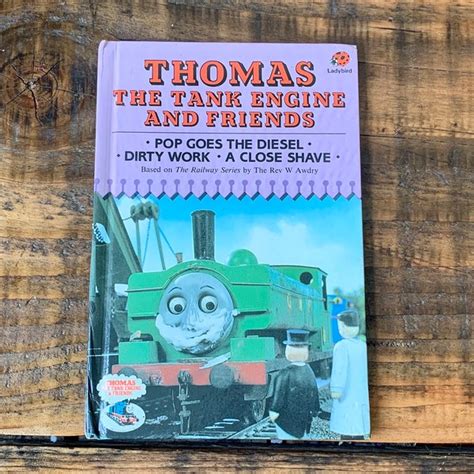 Ladybird
THOMAS
THE TANK ENGINE
AND FRIENDS
• POP GOES THE DIESEL •
• DIRTY WORK • A CLOSE SHAVE •
Based on The Railway Series by The Rev W Awdry
THOMAS
THE TANK ENGINE
& FRIENDS